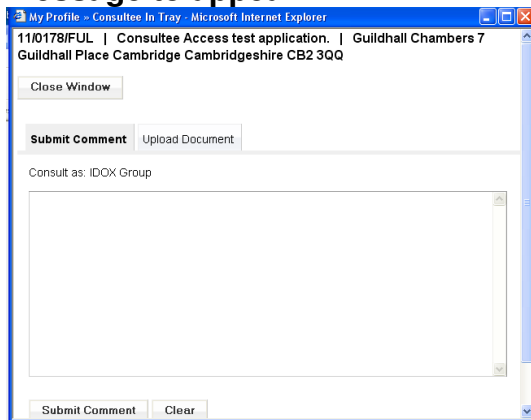 My Profile » Consultee In Tray - Microsoft Internet Explorer
11/0178/FUL | Consultee Access test application. | Guildhall Chambers 7
Guildhall Place Cambridge Cambridgeshire CB2 3QQ
Close Window
Submit Comment Upload Document
Consult as: IDOX Group
Submit Comment Clear